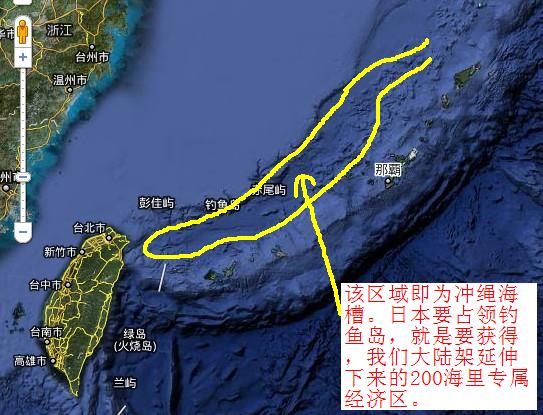 浙江
台州市
温州市
州
那霸
赤尾屿
钓鱼岛
彭佳屿
台北市
新竹市
台中市
台南市
高雄市
绿岛
(火烧岛)
兰屿
该区域即为冲绳海
槽。日本要占领钓
鱼岛，就是要获得
，我们大陆架延伸
下来的200海里专属
经济区。